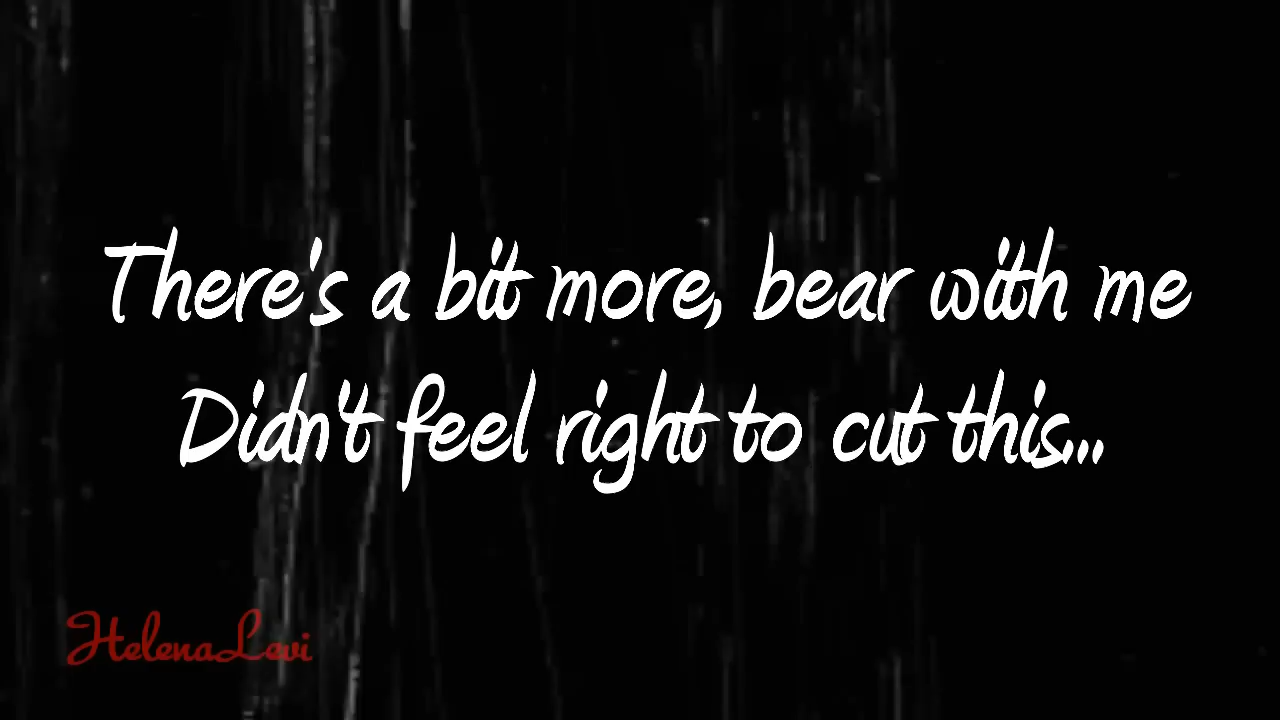 There's a bit more, bear with me
Didn't feel right to cut this...
HelenaLevi